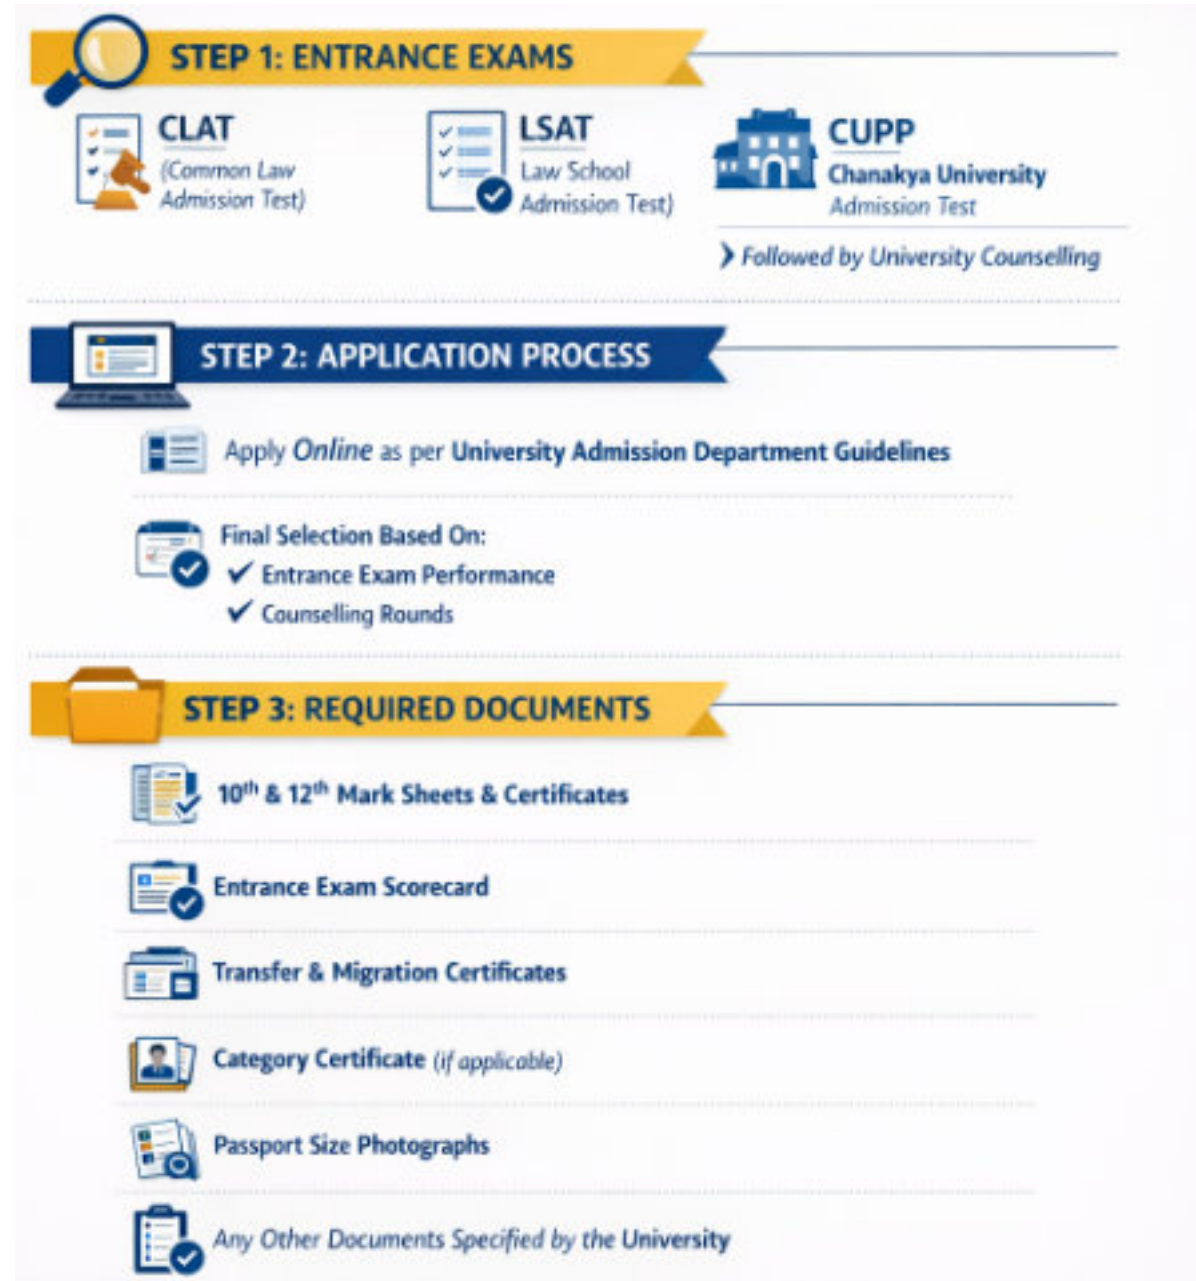 STEP 1: ENTRANCE EXAMS
CLAT
(Common Law
Admission Test)
LSAT
Law School
Admission Test)
CUPP
Chanakya University
Admission Test
Followed by University Counselling
STEP 2: APPLICATION PROCESS
Apply Online as per University Admission Department Guidelines
Final Selection Based On:
Entrance Exam Performance
Counselling Rounds
STEP 3: REQUIRED DOCUMENTS
10th & 12th Mark Sheets & Certificates
Entrance Exam Scorecard
Transfer & Migration Certificates
Category Certificate (if applicable)
Passport Size Photographs
Any Other Documents Specified by the University